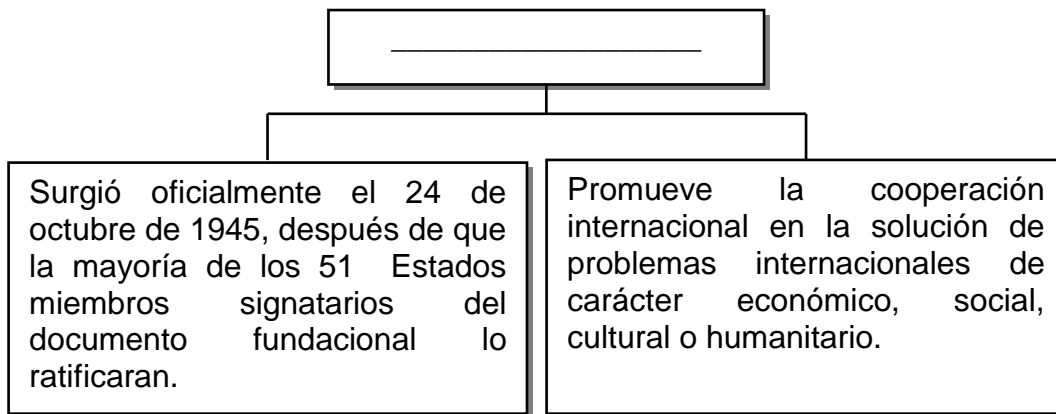 ____________________
Surgió oficialmente el 24 de
octubre de 1945, después de que
la mayoría de los 51 Estados
miembros signatarios del
documento fundacional lo
ratificaran.
Promueve la cooperación
internacional en la solución de
problemas internacionales de
carácter económico, social,
cultural o humanitario.